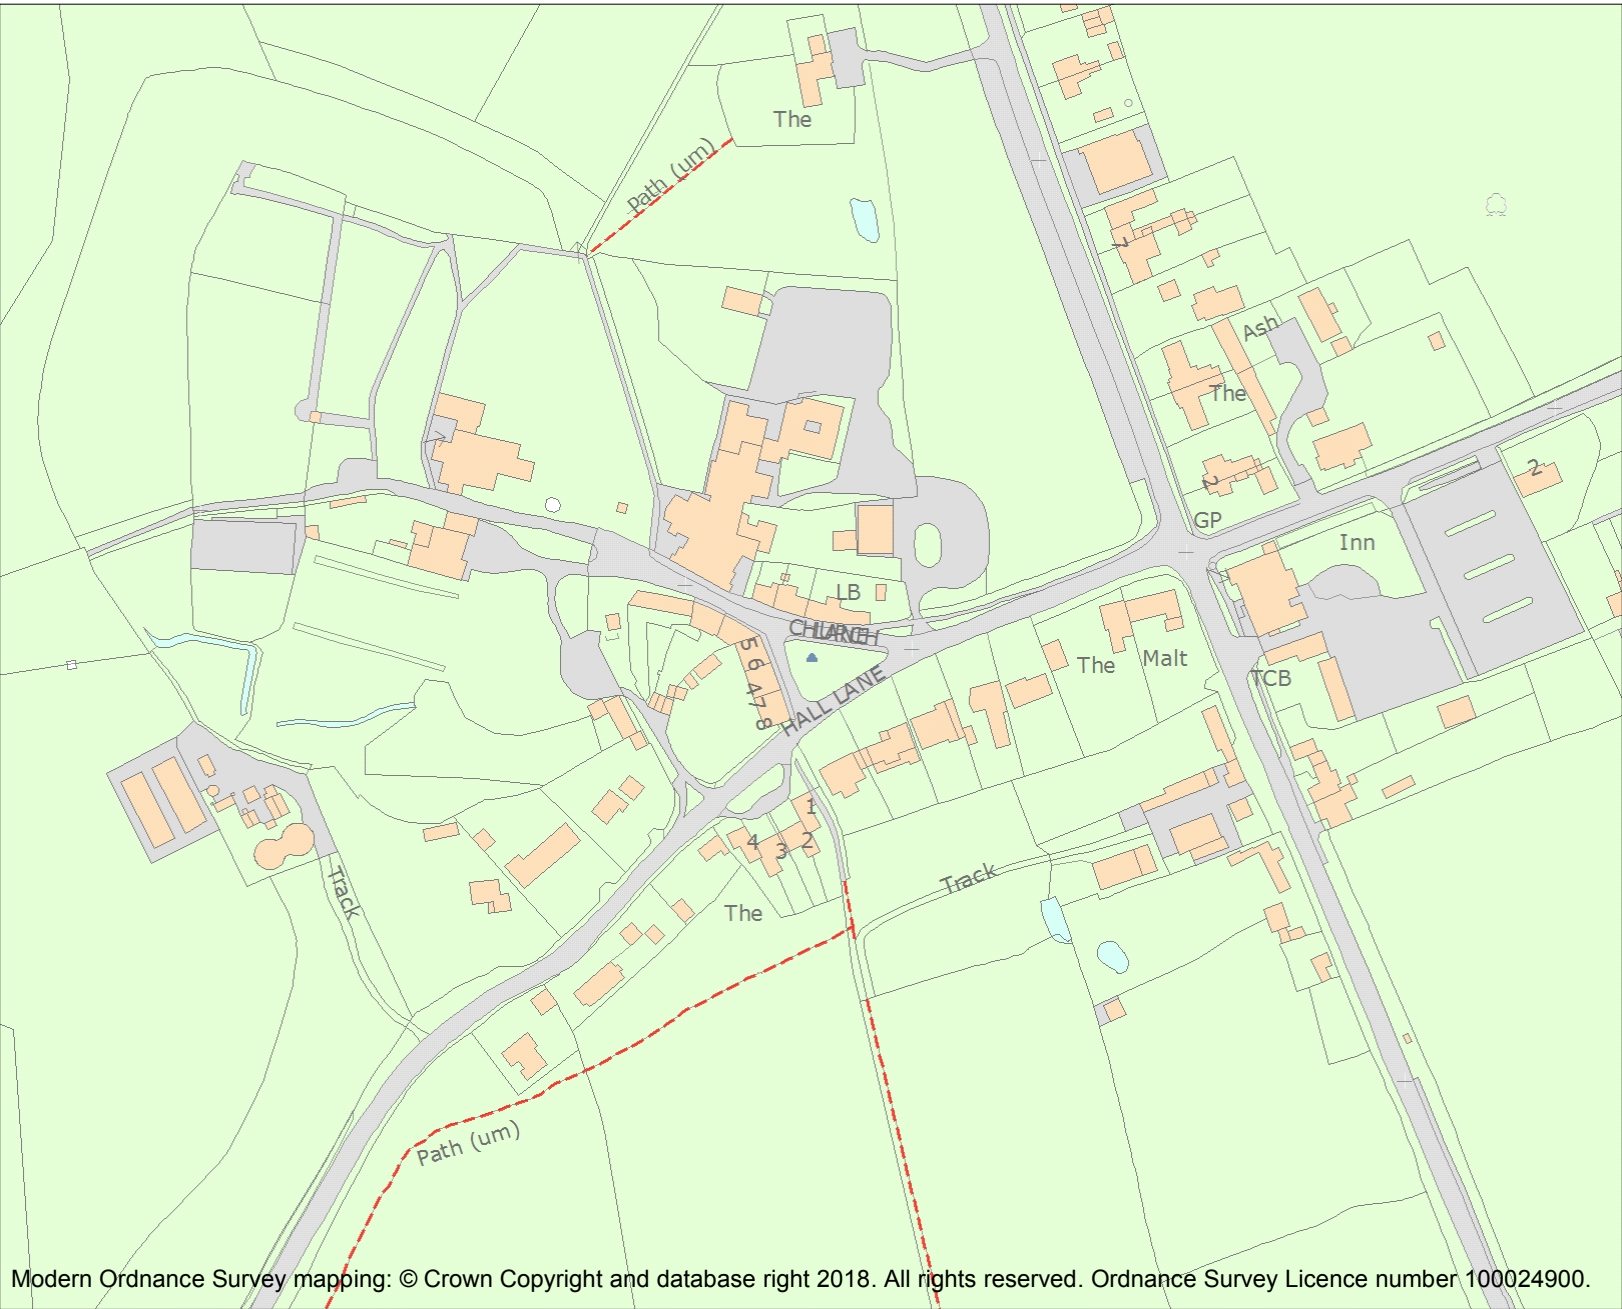 The
Path (um)
7
Ash
The
2
2
GP
Inn
LB
CHURCH
LANE
5
6
47
8
HALL LANE
The
Malt
TCB
1
2
3
4
Track
Track
The
Path (um)
Modern Ordnance Survey mapping: © Crown Copyright and database right 2018. All rights reserved. Ordnance Survey Licence number 100024900.